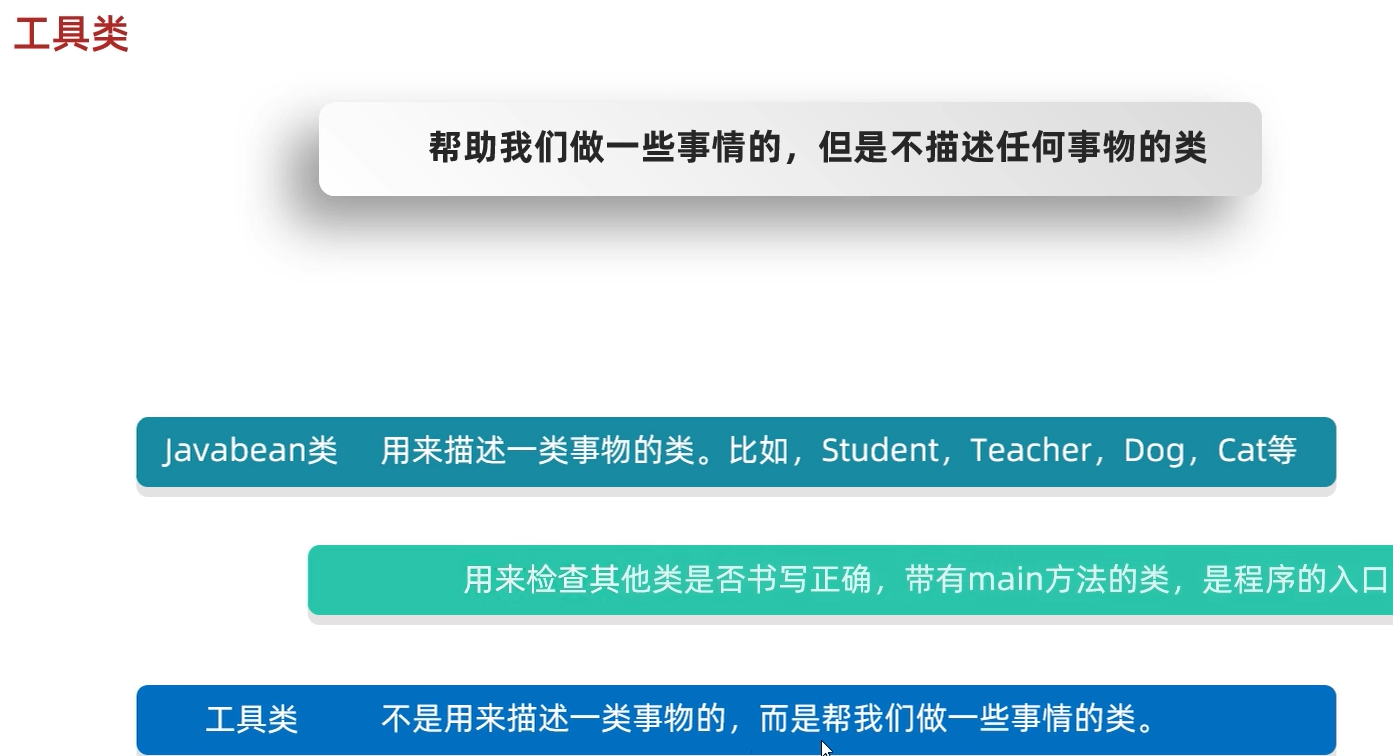 工具类
帮助我们做一些事情的，但是不描述任何事物的类
Javabean类 用来描述一类事物的类。比如，Student，Teacher，Dog，Cat等
用来检查其他类是否书写正确，带有main方法的类，是程序的入口
工具类 不是用来描述一类事物的，而是帮我们做一些事情的类。